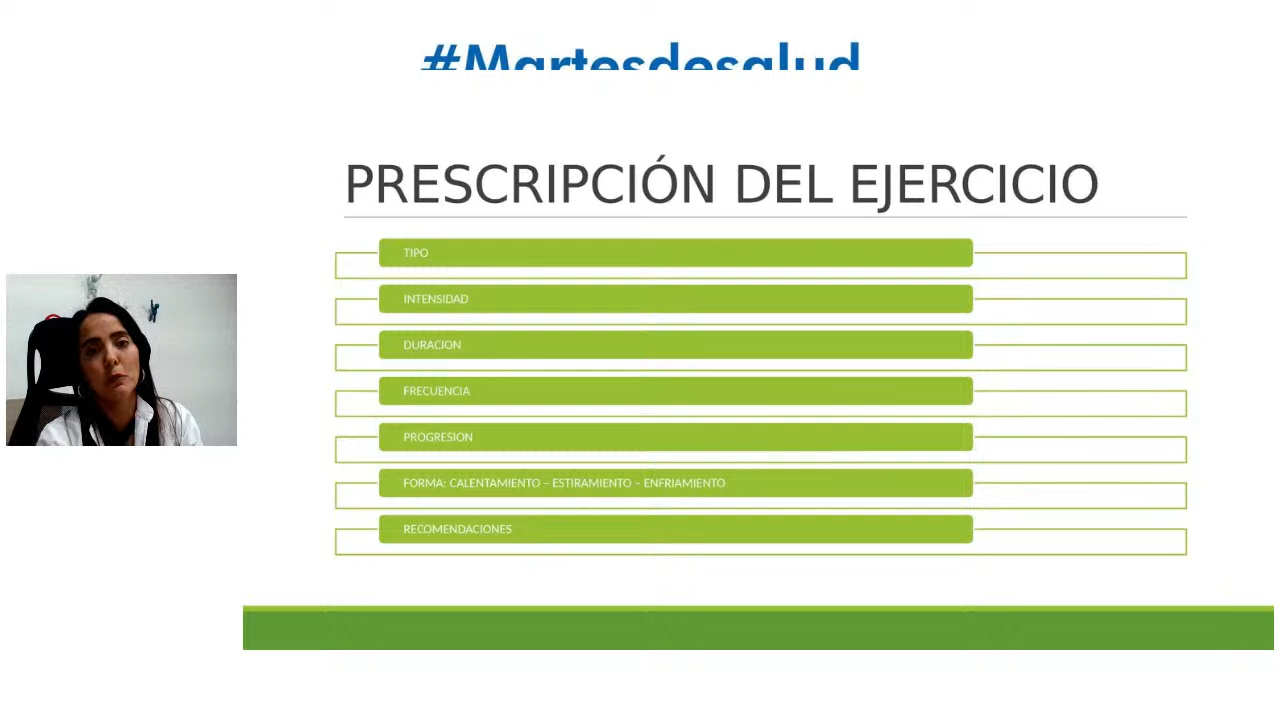 #Martesdesalud
PRESCRIPCIÓN DEL EJERCICIO
TIPO
INTENSIDAD
DURACION
FRECUENCIA
PROGRESION
FORMA: CALENTAMIENTO – ESTIRAMIENTO – ENFRIAMIENTO
RECOMENDACIONES